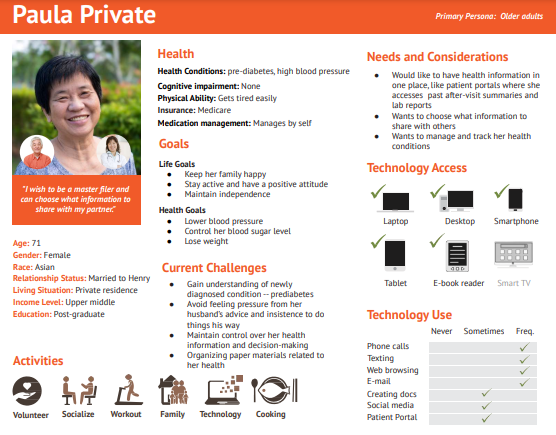 Paula Private
Primary Persona: Older adults
"I wish to be a master filer and
can choose what information to
share with my partner."
Age: 71
Gender: Female
Race: Asian
Relationship Status: Married to Henry
Living Situation: Private residence
Income Level: Upper middle
Education: Post-graduate
Health
Health Conditions: pre-diabetes, high blood pressure
Cognitive impairment: None
Physical Ability: Gets tired easily
Insurance: Medicare
Medication management: Manages by self
Goals
Life Goals
• Keep her family happy
• Stay active and have a positive attitude
• Maintain independence
Health Goals
• Lower blood pressure
• Control her blood sugar level
• Lose weight
Current Challenges
• Gain understanding of newly
diagnosed condition -- prediabetes
• Avoid feeling pressure from her
husband's advice and insistence to do
things his way
• Maintain control over her health
information and decision-making
• Organizing paper materials related to
her health
Needs and Considerations
• Would like to have health information in
one place, like patient portals where she
accesses past after-visit summaries and
lab reports
• Wants to choose what information to
share with others
• Wants to manage and track her health
conditions
Technology Access
Laptop Desktop Smartphone
Tablet E-book reader Smart TV
Technology Use
Never Sometimes Freq.
Phone calls
Texting
Web browsing
E-mail
Creating docs
Social media
Patient Portal
Activities
Volunteer Socialize Workout Family Technology Cooking